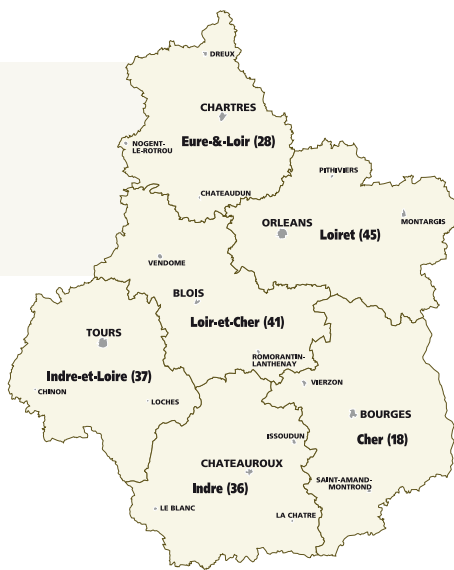 DREUX
CHARTRES
Eure-&-Loir (28)
NOGENT-
LE-ROTROU
CHATEAUDUN
PITHIVIERS
ORLEANS
Loiret (45)
MONTARGIS
VENDOME
BLOIS
Loir-et-Cher (41)
ROMORANTIN-
LANTHENAY
TOURS
Indre-et-Loire (37)
CHINON
LOCHES
VIERZON
BOURGES
Cher (18)
SAINT-AMAND-
MONTROND
ISSOUDUN
CHATEAUROUX
Indre (36)
LE BLANC
LA CHATRE